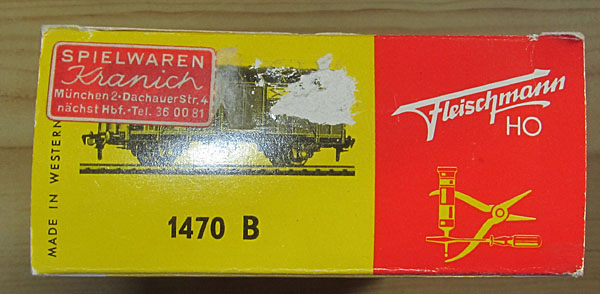 SPIELWAREN
Kranich
München 2·Dachauer Str. 4
nächst Hbf.-Tel. 36 00 81
MADE IN WESTERN
1470 B
Fleischmann
HO